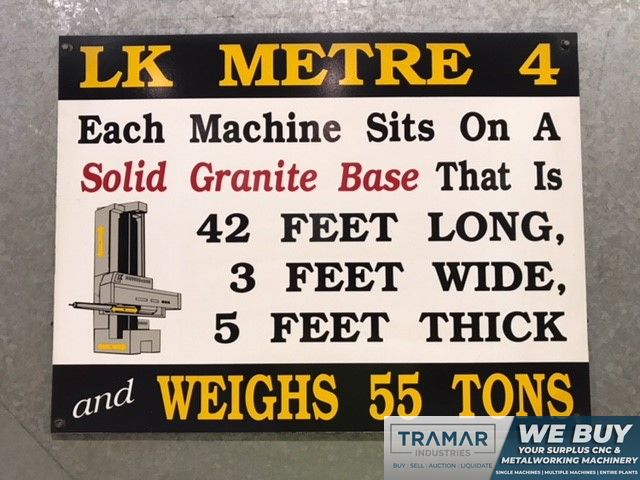 LK METRE 4
Each Machine Sits On A
Solid Granite Base That Is
42 FEET LONG,
3 FEET WIDE,
5 FEET THICK
and WEIGHS 55 TONS
TRAMAR
INDUSTRIES
BUY | SELL | AUCTION | LIQUIDATE
WE BUY
YOUR SURPLUS CNC &
METALWORKING MACHINERY
SINGLE MACHINES | MULTIPLE MACHINES | ENTIRE PLANTS